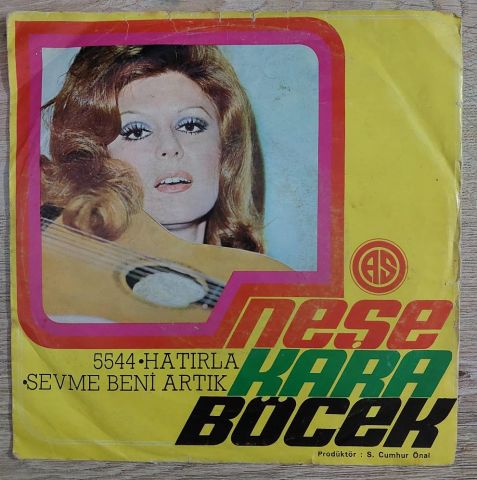 AS
neşe
5544•HATIRLA
•SEVME BENİ ARTIK
KARA
BÖCEK
Prodüktör : S. Cumhur Önal